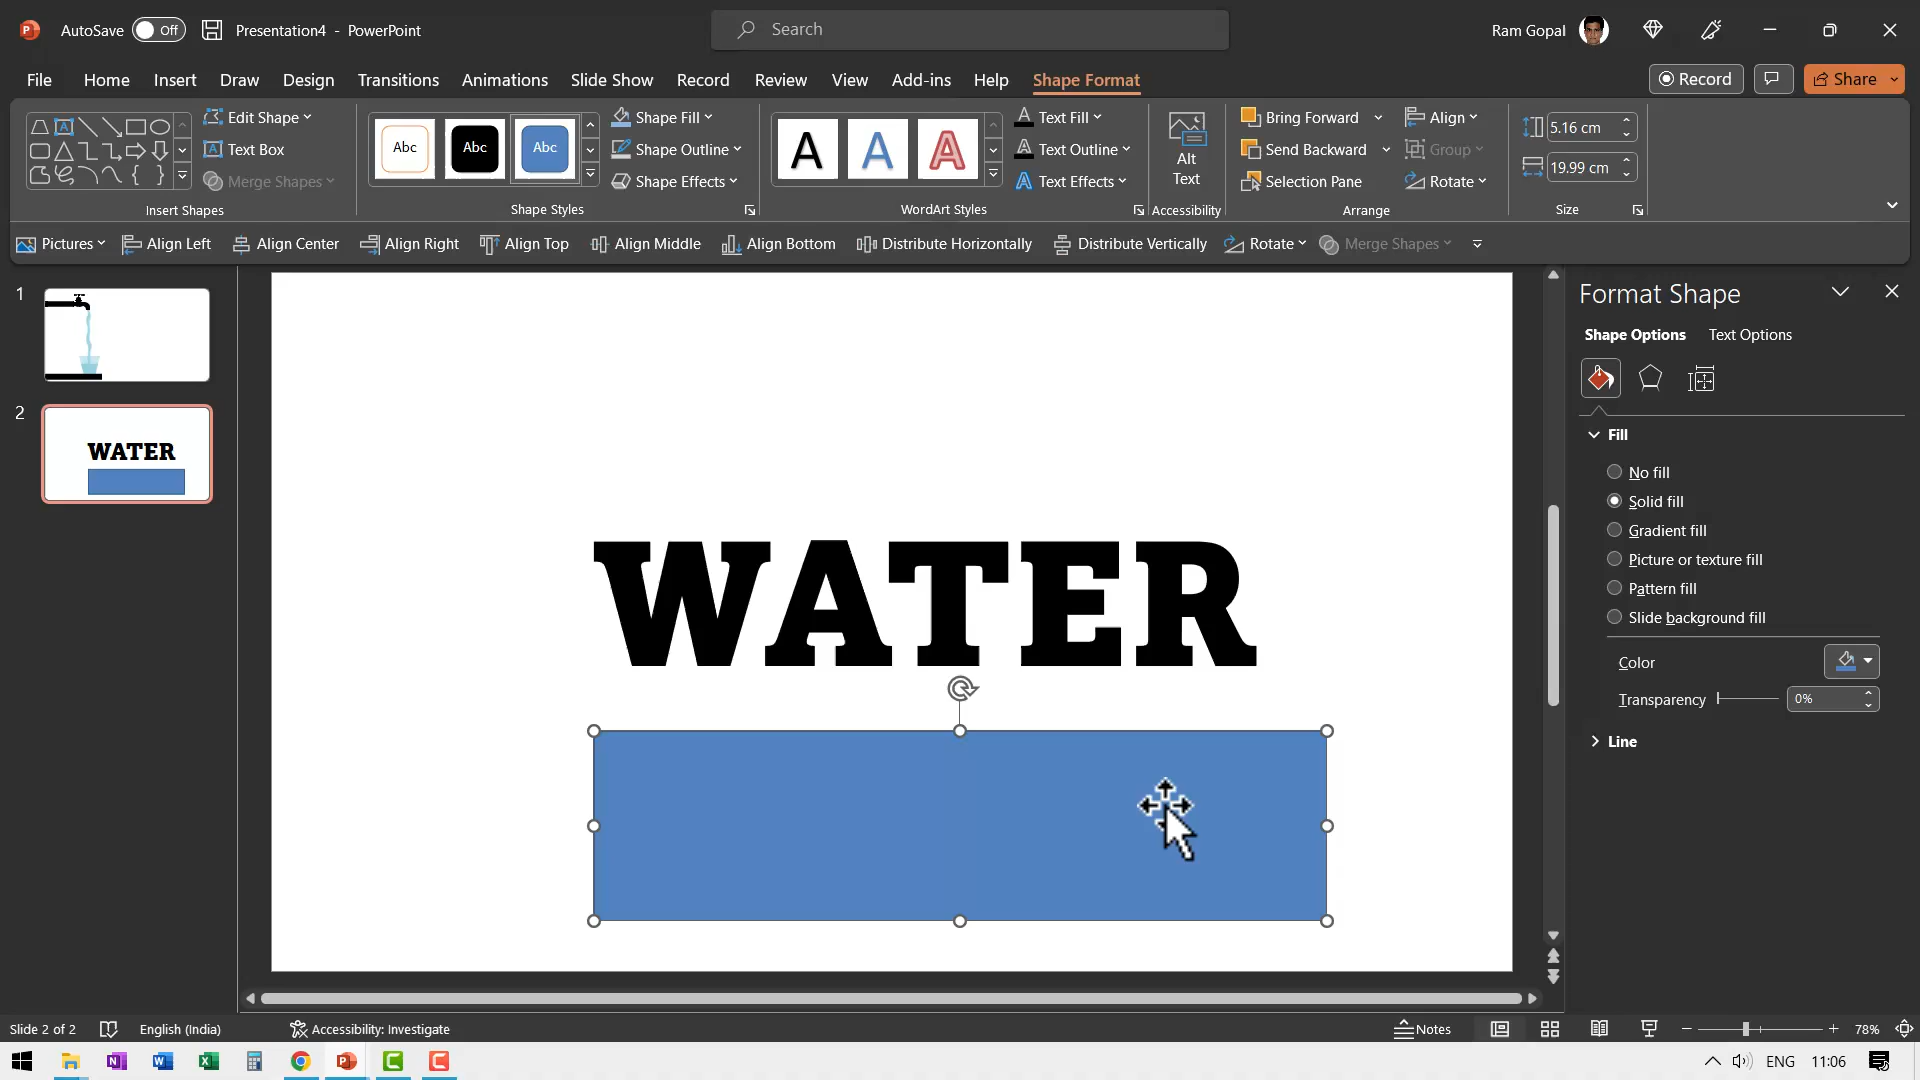 AutoSave Off Presentation4 - PowerPoint Search Ram Gopal
File Home Insert Draw Design Transitions Animations Slide Show Record Review View Add-ins Help Shape Format Record Share
Edit Shape
Text Box
Merge Shapes
Insert Shapes
Abc Abc Abc
Shape Fill
Shape Outline
Shape Effects
Shape Styles
A A A
Text Fill
Text Outline
Text Effects
WordArt Styles
Alt
Text
Accessibility
Bring Forward
Send Backward
Selection Pane
Align
Group
Rotate
Arrange
5.16 cm
19.99 cm
Size
Pictures Align Left Align Center Align Right Align Top Align Middle Align Bottom Distribute Horizontally Distribute Vertically Rotate Merge Shapes
1
2
WATER
WATER
Format Shape
Shape Options Text Options
Fill
No fill
Solid fill
Gradient fill
Picture or texture fill
Pattern fill
Slide background fill
Color
Transparency 0%
Line
Slide 2 of 2 English (India) Accessibility: Investigate Notes 78%
ENG 11:06